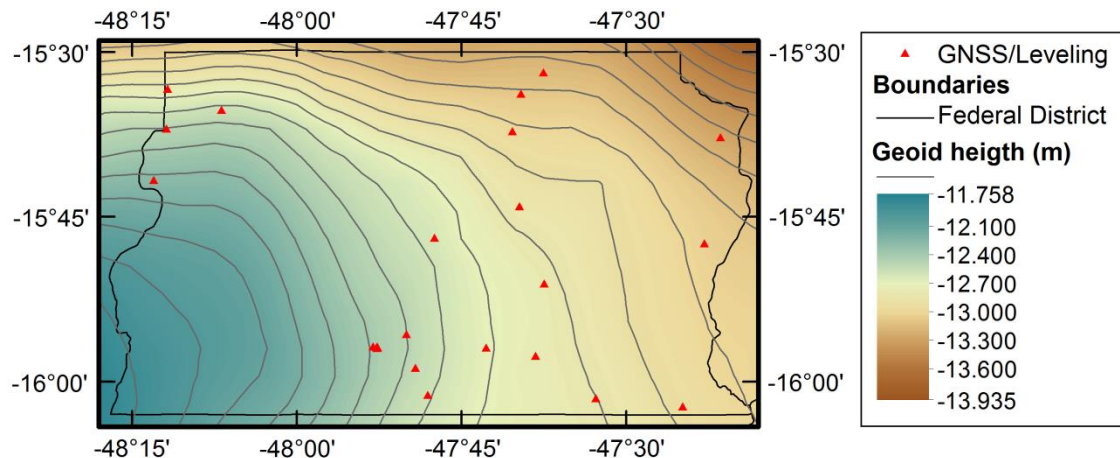 -48°15' -48°00' -47°45' -47°30'
-15°30' -15°30'
-15°45' -15°45'
-16°00' -16°00'
-48°15' -48°00' -47°45' -47°30'
GNSS/Leveling
Boundaries
Federal District
Geoid heigth (m)
-11.758
-12.100
-12.400
-12.700
-13.000
-13.300
-13.600
-13.935